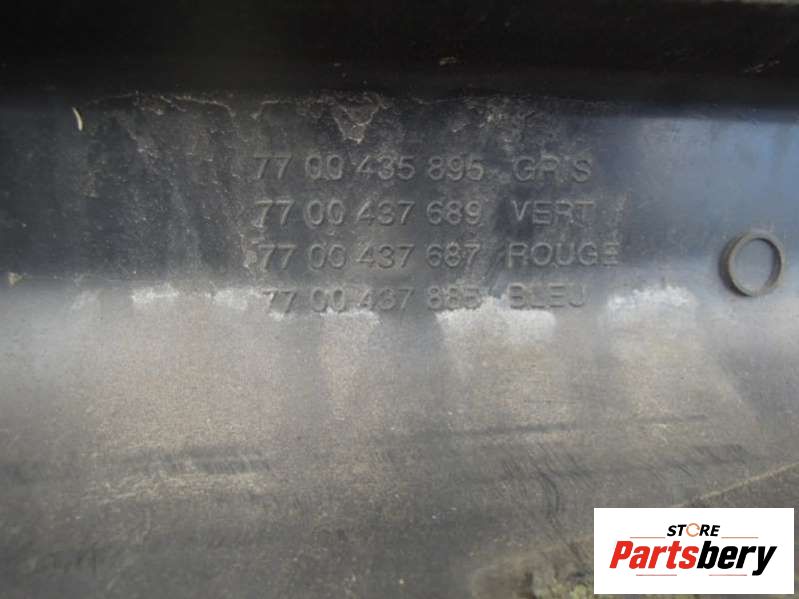 77 00 435 895 GRIS
77 00 437 689 VERT
77 00 437 687 ROUGE
77 00 437 885 BLEU
STORE
Partsbery